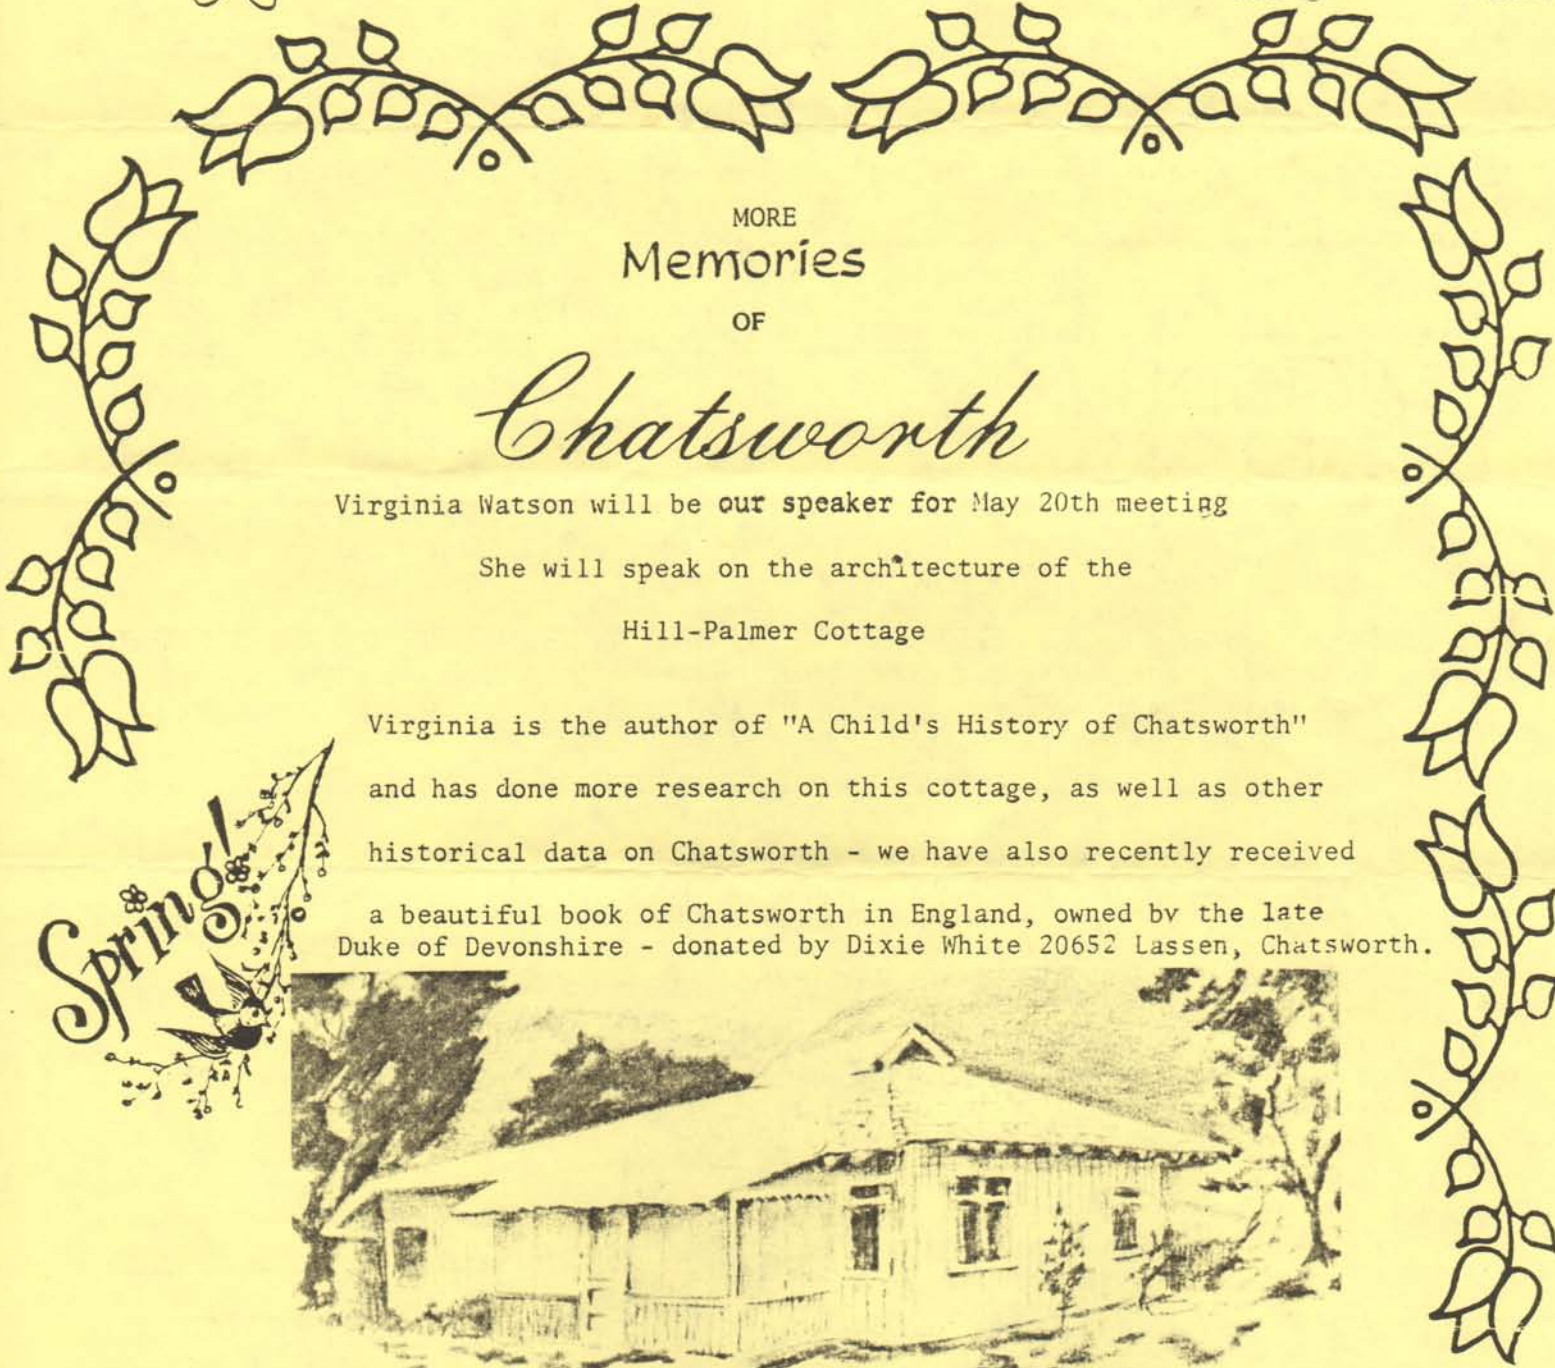 MORE
Memories
OF
Chatsworth
Virginia Watson will be our speaker for May 20th meeting
She will speak on the architecture of the
Hill-Palmer Cottage
Virginia is the author of "A Child's History of Chatsworth"
and has done more research on this cottage, as well as other
historical data on Chatsworth - we have also recently received
a beautiful book of Chatsworth in England, owned by the late
Duke of Devonshire - donated by Dixie White 20652 Lassen, Chatsworth.
Spring!